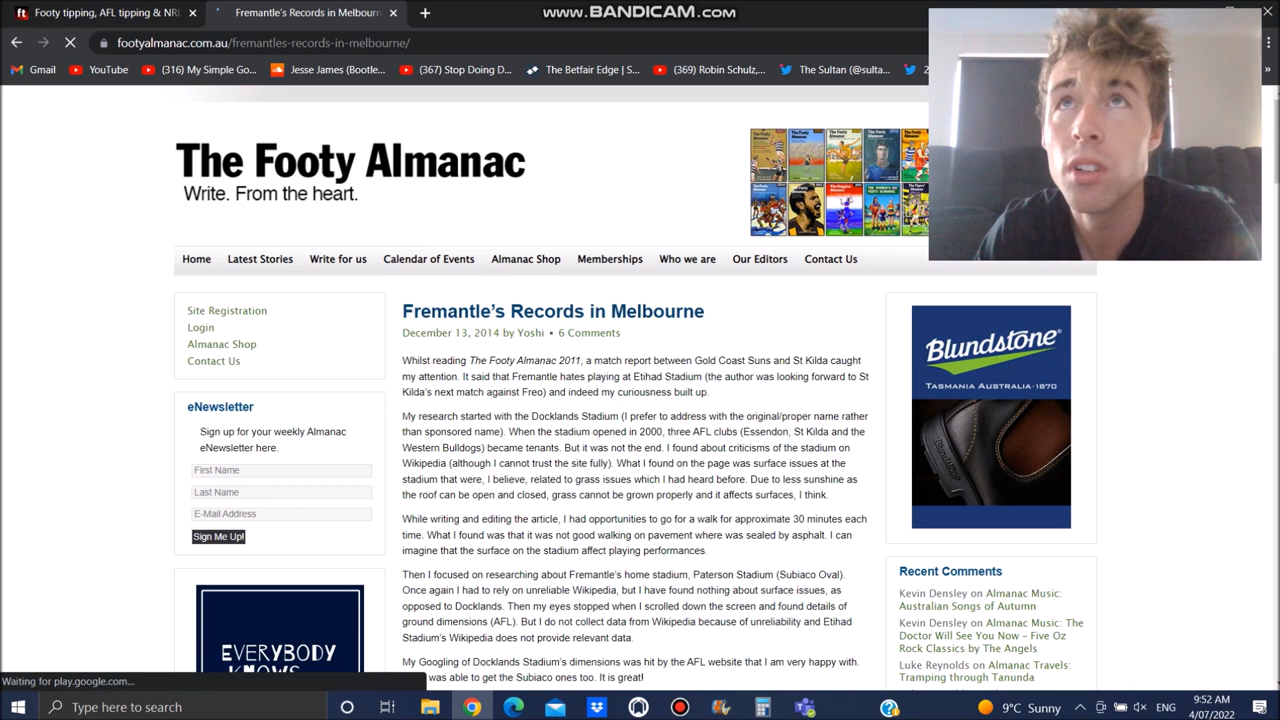 Footy tipping, AFL tipping & NRL
Fremantle's Records in Melbourn
www.BANDICAM.com
footyalmanac.com.au/fremantles-records-in-melbourne/
Gmail
YouTube
(316) My Simple Go...
Jesse James (Bootle...
(367) Stop Doing D...
The Betfair Edge | S...
(369) Robin Schulz,...
The Sultan (@sulta...
The Footy Almanac
Write. From the heart.
Home
Latest Stories
Write for us
Calendar of Events
Almanac Shop
Memberships
Who we are
Our Editors
Contact Us
Site Registration
Login
Almanac Shop
Contact Us
eNewsletter
Sign up for your weekly Almanac
eNewsletter here.
First Name
Last Name
E-Mail Address
Sign Me Up!
EVERYBODY
Fremantle's Records in Melbourne
December 13, 2014 by Yoshi • 6 Comments
Whilst reading The Footy Almanac 2011, a match report between Gold Coast Suns and St Kilda caught
my attention. It said that Fremantle hates playing at Etihad Stadium (the author was looking forward to St
Kilda's next match against Freo) and indeed my curiousness built up.
My research started with the Docklands Stadium (I prefer to address with the original/proper name rather
than sponsored name). When the stadium opened in 2000, three AFL clubs (Essendon, St Kilda and the
Western Bulldogs) became tenants. But it was not the end. I found about criticisms of the stadium on
Wikipedia (although I cannot trust the site fully). What I found on the page was surface issues at the
stadium that were, I believe, related to grass issues which I had heard before. Due to less sunshine as
the roof can be open and closed, grass cannot be grown properly and it affects surfaces, I think.
While writing and editing the article, I had opportunities to go for a walk for approximate 30 minutes each
time. What I found was that it was not good walking on pavement where was sealed by asphalt. I can
imagine that the surface on the stadium affect playing performances.
Then I focused on researching about Fremantle's home stadium, Paterson Stadium (Subiaco Oval).
Once again I had to rely on unreliable Wikipedia, but I have found nothing about surface issues, as
opposed to Docklands. Then my eyes stopped when I scrolled down the screen and found details of
ground dimensions (AFL). But I do not collect data from Wikipedia because of unreliability and Etihad
Stadium's Wikipedia does not provide relevant data.
My Googling of Docklands Stadium's dimensions was hit by the AFL website that I am very happy with.
was able to get the Subiaco ones too. It is great!
Blundstone®
TASMANIA AUSTRALIA·1870
Recent Comments
Kevin Densley on Almanac Music:
Australian Songs of Autumn
Kevin Densley on Almanac Music: The
Doctor Will See You Now – Five Oz
Rock Classics by The Angels
Luke Reynolds on Almanac Travels:
Tramping through Tanunda
Waiting for play.google.com...
Type here to search
9°C Sunny
ENG
9:52 AM
4/07/2022